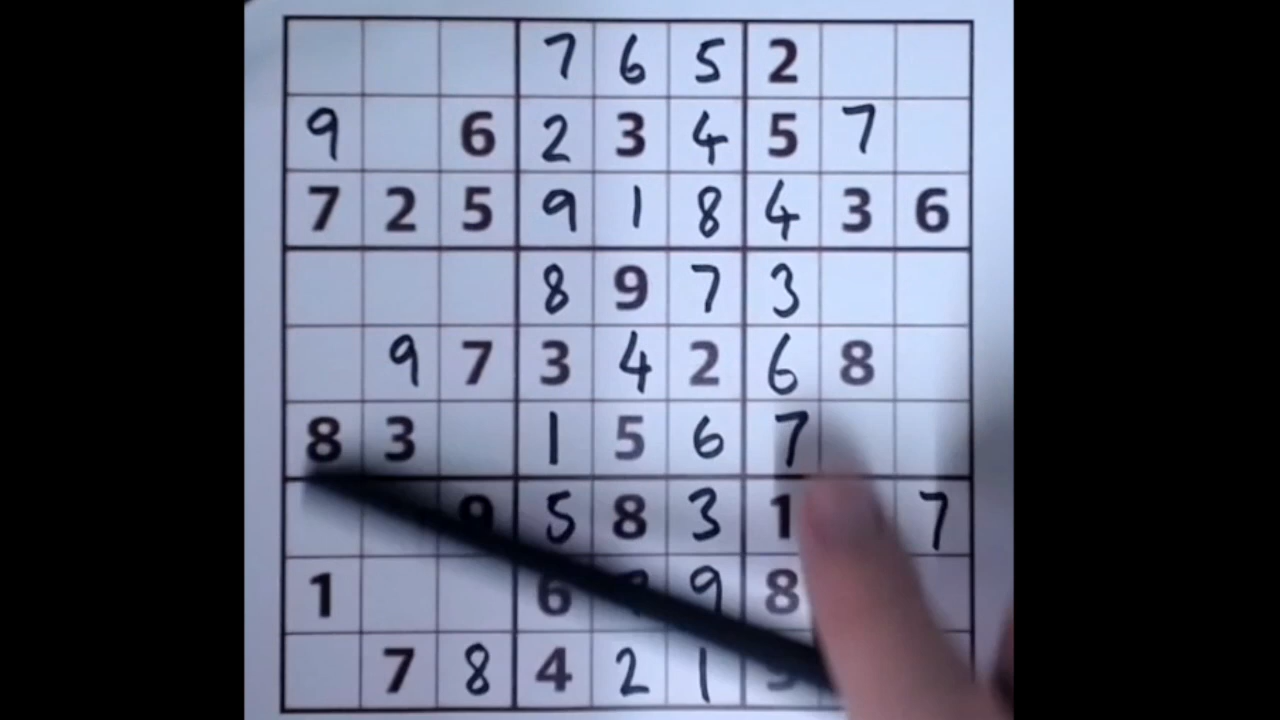 7 6 5 2
9 6 2 3 4 5 7
7 2 5 9 1 8 4 3 6
8 9 7 3
9 7 3 4 2 6 8
8 3 1 5 6 7
9 5 8 3 1 7
1 6 9 8
7 8 4 2 1